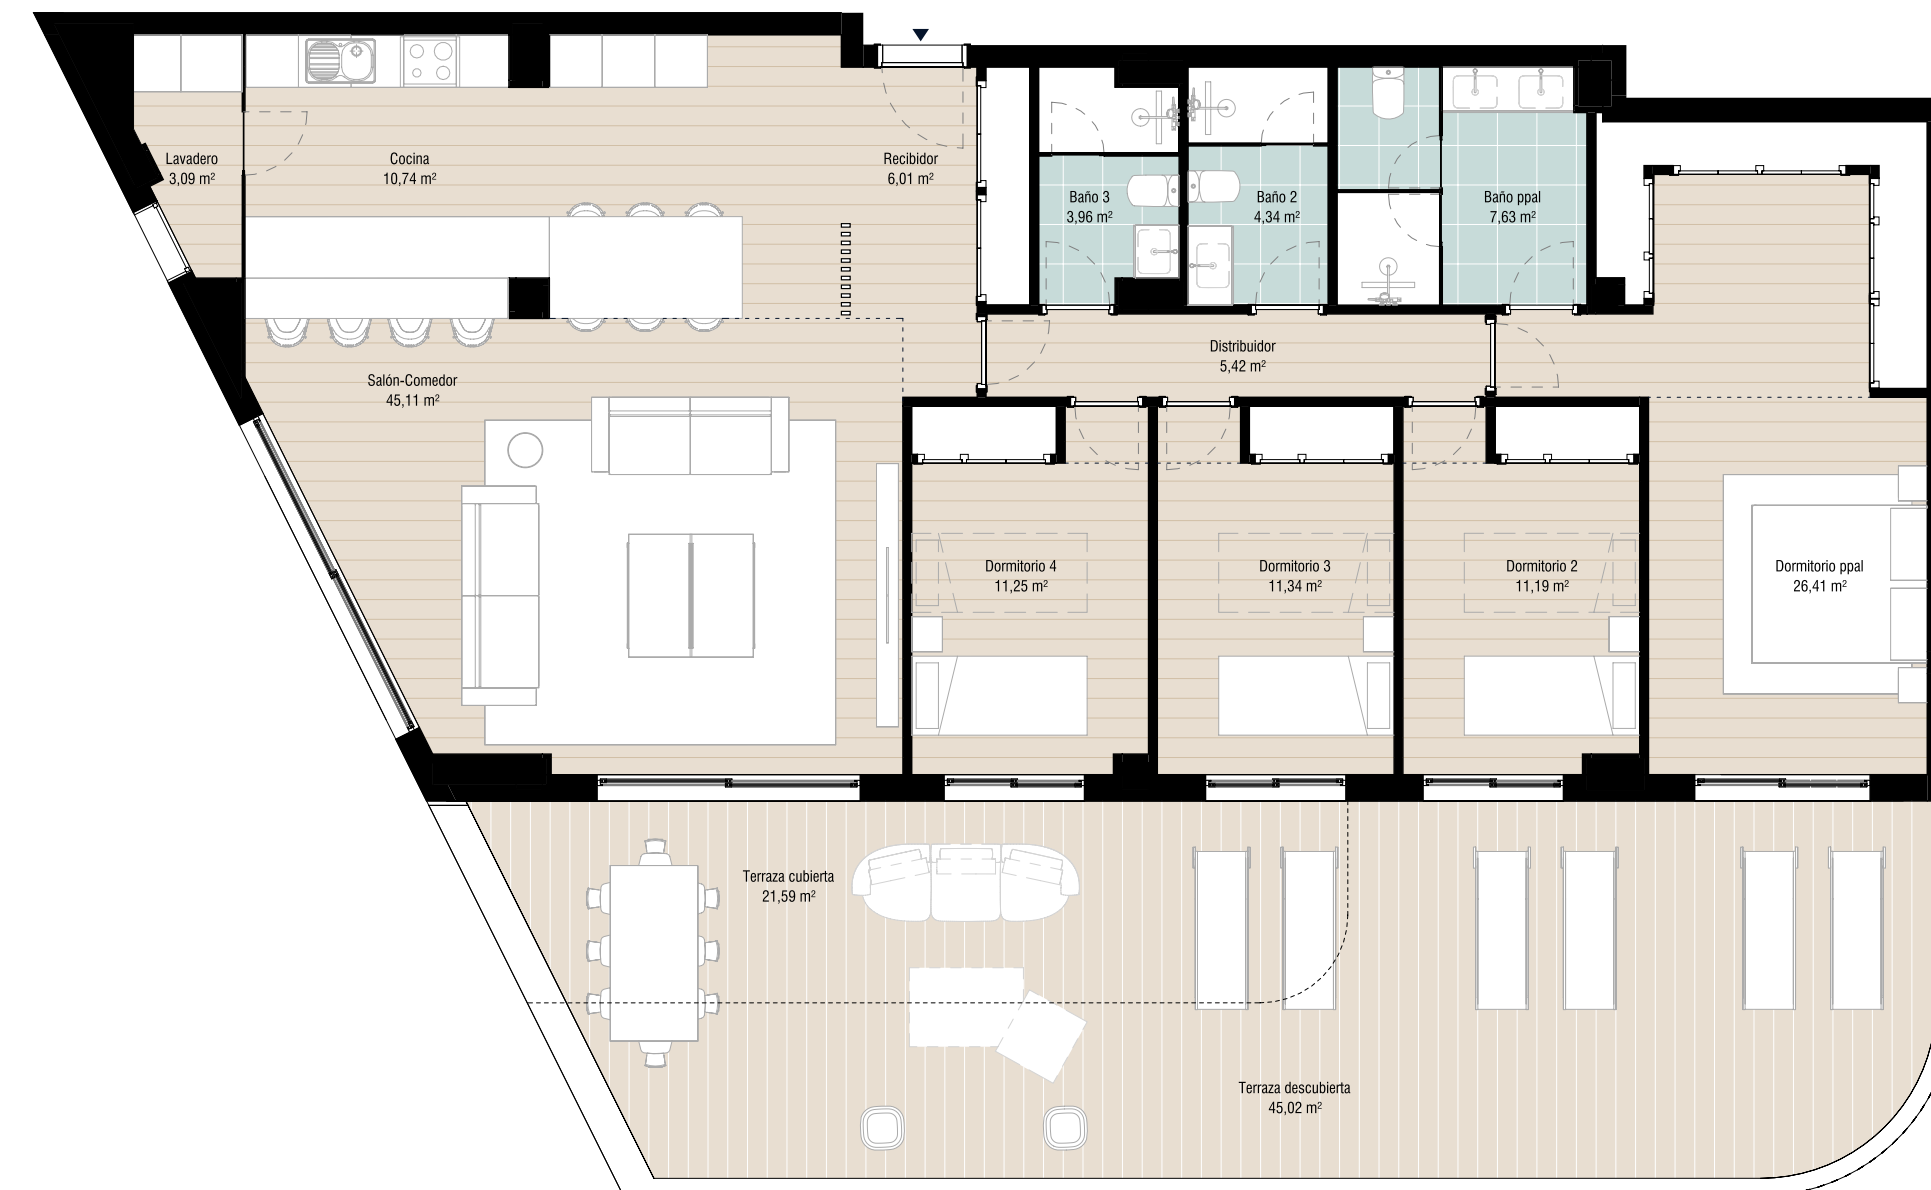 Lavadero
3,09 m²
Cocina
10,74 m²
Recibidor
6,01 m²
Baño 3
3,96 m²
Baño 2
4,34 m²
Baño ppal
7,63 m²
Distribuidor
5,42 m²
Salón-Comedor
45,11 m²
Dormitorio 4
11,25 m²
Dormitorio 3
11,34 m²
Dormitorio 2
11,19 m²
Dormitorio ppal
26,41 m²
Terraza cubierta
21,59 m²
Terraza descubierta
45,02 m²